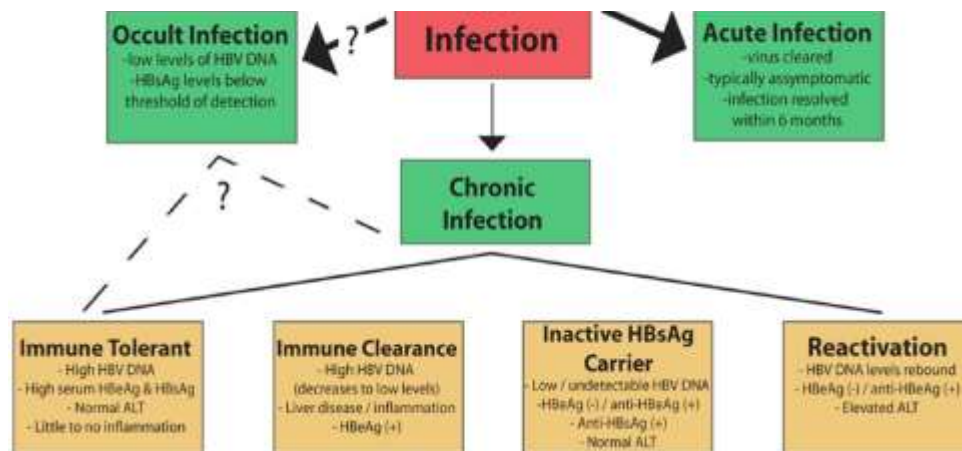 Occult Infection
-low levels of HBV DNA
-HBsAg levels below
threshold of detection
?
Infection
Acute Infection
-virus cleared
-typically assymptomatic
-infection resolved
within 6 months
?
Chronic
Infection
Immune Tolerant
- High HBV DNA
- High serum HBeAg & HBsAg
- Normal ALT
- Little to no inflammation
Immune Clearance
- High HBV DNA
(decreases to low levels)
- Liver disease / inflammation
- HBeAg (+)
Inactive HBsAg
Carrier
- Low / undetectable HBV DNA
-HBeAg (-) / anti-HBeAg (+)
- Anti-HBsAg (+)
- Normal ALT
Reactivation
- HBV DNA levels rebound
- HBeAg (-) / anti-HBeAg (+)
- Elevated ALT